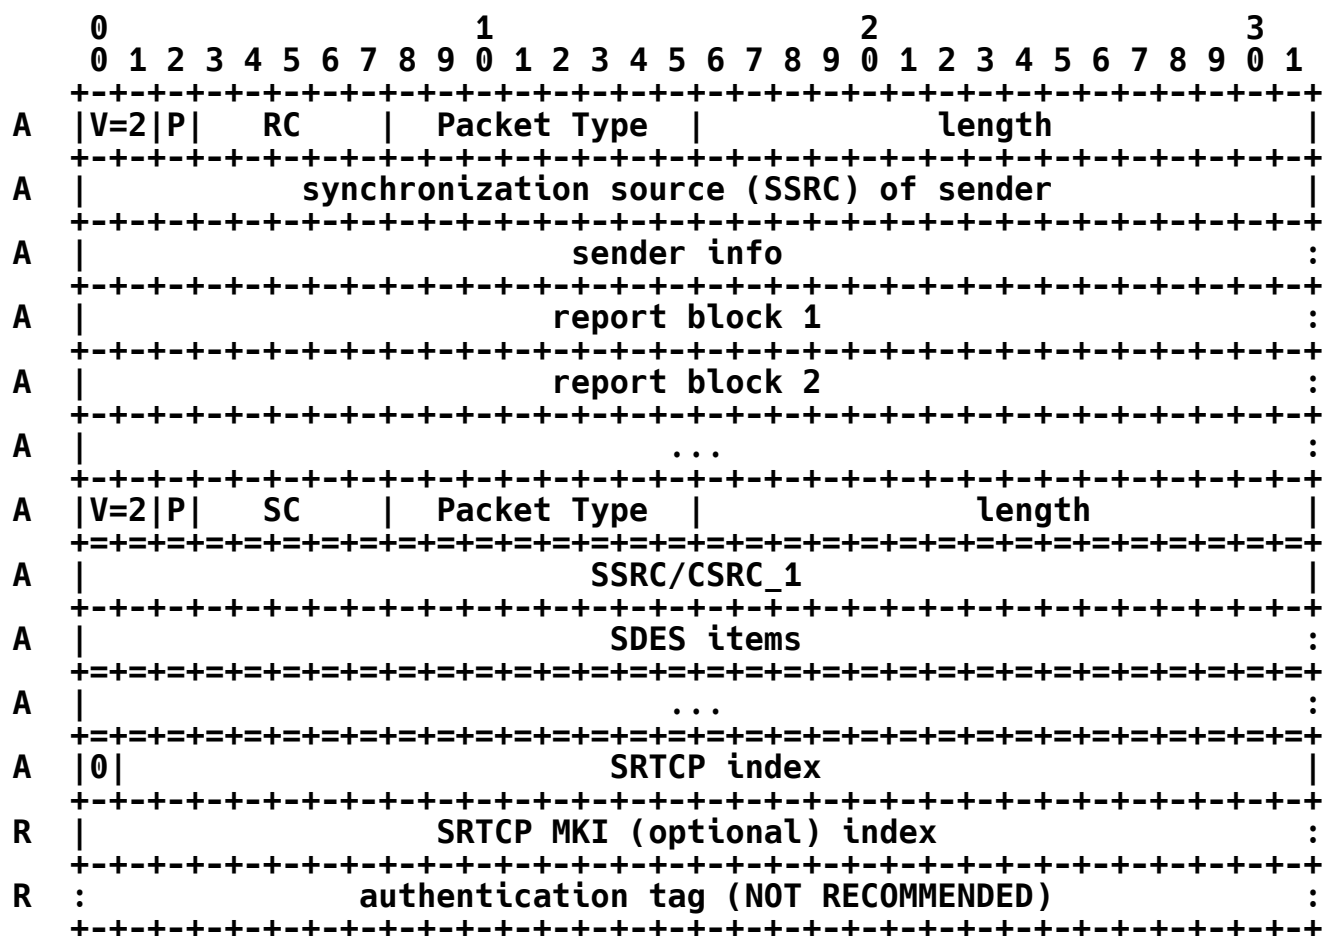 0                   1                   2                   3
     0 1 2 3 4 5 6 7 8 9 0 1 2 3 4 5 6 7 8 9 0 1 2 3 4 5 6 7 8 9 0 1
    +-+-+-+-+-+-+-+-+-+-+-+-+-+-+-+-+-+-+-+-+-+-+-+-+-+-+-+-+-+-+-+-+
A   |V=2|P|   RC    |  Packet Type  |            length             |
    +-+-+-+-+-+-+-+-+-+-+-+-+-+-+-+-+-+-+-+-+-+-+-+-+-+-+-+-+-+-+-+-+
A   |           synchronization source (SSRC) of sender             |
    +-+-+-+-+-+-+-+-+-+-+-+-+-+-+-+-+-+-+-+-+-+-+-+-+-+-+-+-+-+-+-+-+
A   |                         sender info                           :
    +-+-+-+-+-+-+-+-+-+-+-+-+-+-+-+-+-+-+-+-+-+-+-+-+-+-+-+-+-+-+-+-+
A   |                        report block 1                         :
    +-+-+-+-+-+-+-+-+-+-+-+-+-+-+-+-+-+-+-+-+-+-+-+-+-+-+-+-+-+-+-+-+
A   |                        report block 2                         :
    +-+-+-+-+-+-+-+-+-+-+-+-+-+-+-+-+-+-+-+-+-+-+-+-+-+-+-+-+-+-+-+-+
A   |                              ...                              :
    +-+-+-+-+-+-+-+-+-+-+-+-+-+-+-+-+-+-+-+-+-+-+-+-+-+-+-+-+-+-+-+-+
A   |V=2|P|   SC    |  Packet Type  |              length           |
    +=+=+=+=+=+=+=+=+=+=+=+=+=+=+=+=+=+=+=+=+=+=+=+=+=+=+=+=+=+=+=+=+
A   |                          SSRC/CSRC_1                          |
    +-+-+-+-+-+-+-+-+-+-+-+-+-+-+-+-+-+-+-+-+-+-+-+-+-+-+-+-+-+-+-+-+
A   |                           SDES items                          :
    +=+=+=+=+=+=+=+=+=+=+=+=+=+=+=+=+=+=+=+=+=+=+=+=+=+=+=+=+=+=+=+=+
A   |                              ...                              :
    +=+=+=+=+=+=+=+=+=+=+=+=+=+=+=+=+=+=+=+=+=+=+=+=+=+=+=+=+=+=+=+=+
A   |0|                         SRTCP index                         |
    +-+-+-+-+-+-+-+-+-+-+-+-+-+-+-+-+-+-+-+-+-+-+-+-+-+-+-+-+-+-+-+-+
R   |                  SRTCP MKI (optional) index                   :
    +-+-+-+-+-+-+-+-+-+-+-+-+-+-+-+-+-+-+-+-+-+-+-+-+-+-+-+-+-+-+-+-+
R   :              authentication tag (NOT RECOMMENDED)             :
    +-+-+-+-+-+-+-+-+-+-+-+-+-+-+-+-+-+-+-+-+-+-+-+-+-+-+-+-+-+-+-+-+